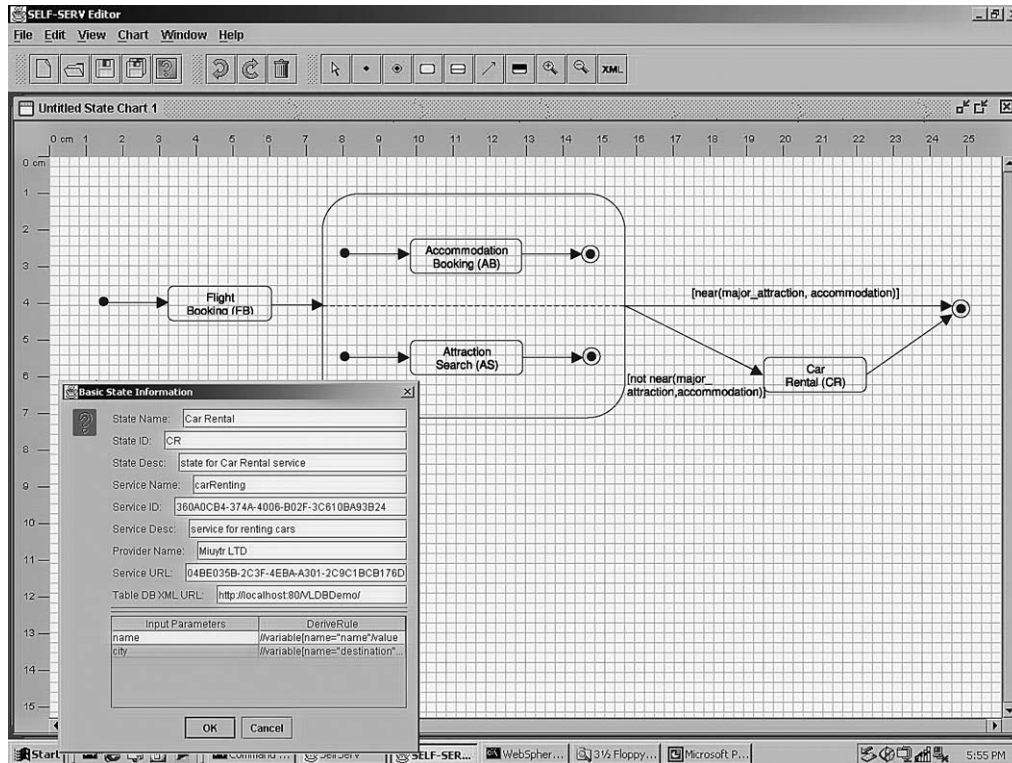 SELF-SERV Editor
File Edit View Chart Window Help
XML
Untitled State Chart 1
0 cm 1 2 3 4 5 6 7 8 9 10 11 12 13 14 15 16 17 18 19 20 21 22 23 24 25
0 cm
1
2
Accommodation
Booking (AB)
3
[near(major_attraction, accommodation)]
Flight
Booking (FB)
4
5
Attraction
Search (AS)
Car
Rental (CR)
6
[not near(major_
attraction,accommodation)]
7
8
9
10
11
12
13
14
15
Basic State Information
State Name: Car Rental
State ID: CR
State Desc: state for Car Rental service
Service Name: carRenting
Service ID: 360A0CB4-374A-4006-B02F-3C610BA93B24
Service Desc: service for renting cars
Provider Name: Miuytr LTD
Service URL: 04BE035B-2C3F-4EBA-A301-2C9C1BCB176D
Table DB XML URL: http://localhost:80/VLDBDemo/
Input Parameters DeriveRule
name //variable[name="name"/value
city //variable[name="destination"...
OK Cancel
Start Command ... SelfServ SELF-SER... WebSpher... 3½ Floppy... Microsoft P... 5:55 PM